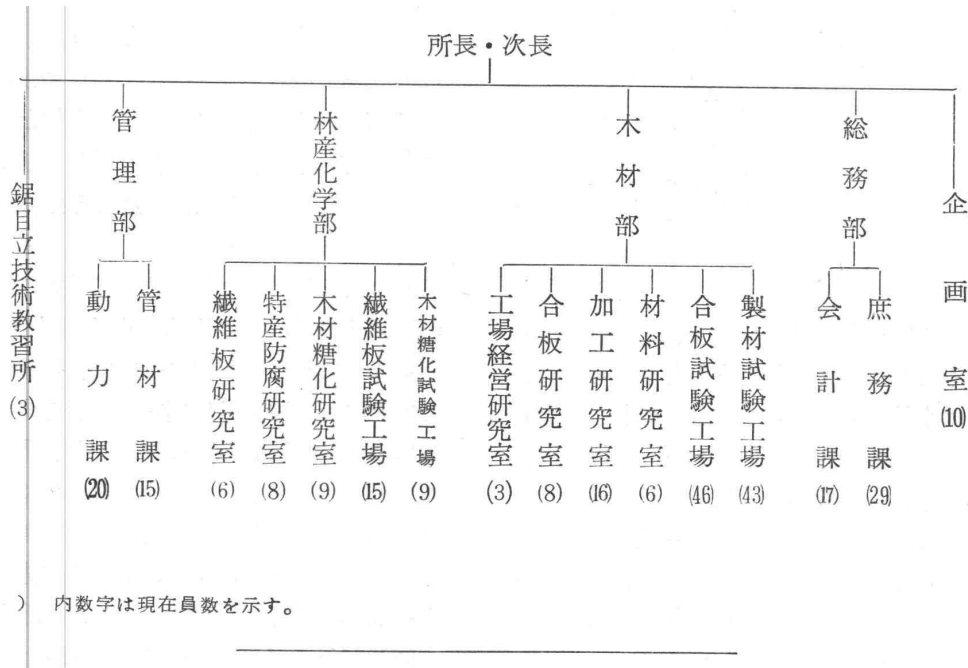 所長・次長
企画室(10)
総務部
庶務課(29)
会計課(17)
木材部
製材試験工場(43)
合板試験工場(46)
材料研究室(6)
加工研究室(16)
合板研究室(8)
工場経営研究室(3)
林産化学部
木材糖化試験工場(9)
繊維板試験工場(15)
木材糖化研究室(9)
特産防腐研究室(8)
繊維板研究室(6)
管理部
管材課(15)
動力課(20)
鋸目立技術教習所(3)
) 内数字は現在員数を示す。